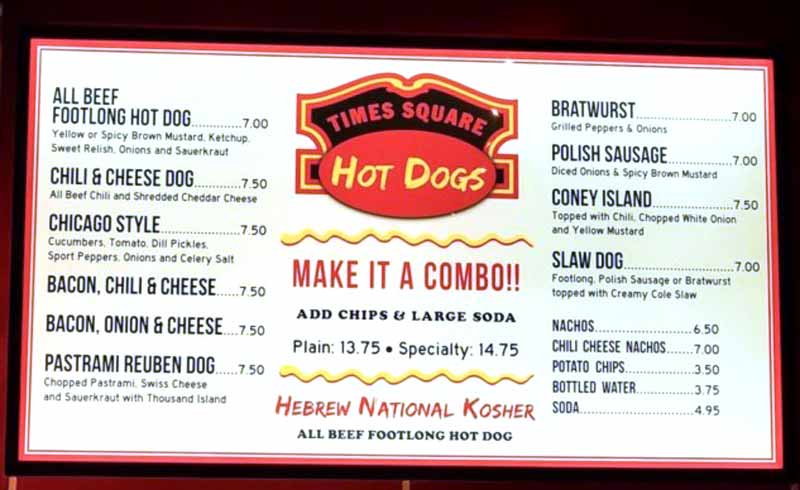 ALL BEEF
FOOTLONG HOT DOG.............7.00
Yellow or Spicy Brown Mustard, Ketchup,
Sweet Relish, Onions and Sauerkraut
CHILI & CHEESE DOG............7.50
All Beef Chili and Shredded Cheddar Cheese
CHICAGO STYLE...................7.50
Cucumbers, Tomato, Dill Pickles,
Sport Peppers, Onions and Celery Salt
BACON, CHILI & CHEESE.....7.50
BACON, ONION & CHEESE....7.50
PASTRAMI REUBEN DOG.....7.50
Chopped Pastrami, Swiss Cheese
and Sauerkraut with Thousand Island
TIMES SQUARE
HOT DOGS
MAKE IT A COMBO!!
ADD CHIPS & LARGE SODA
Plain: 13.75 • Specialty: 14.75
HEBREW NATIONAL KOSHER
ALL BEEF FOOTLONG HOT DOG
BRATWURST......................7.00
Grilled Peppers & Onions
POLISH SAUSAGE...............7.00
Diced Onions & Spicy Brown Mustard
CONEY ISLAND...................7.50
Topped with Chili, Chopped White Onion
and Yellow Mustard
SLAW DOG..........................7.00
Footlong, Polish Sausage or Bratwurst
topped with Creamy Cole Slaw
NACHOS.......................6.50
CHILI CHEESE NACHOS.......7.00
POTATO CHIPS.................3.50
BOTTLED WATER...............3.75
SODA............................4.95